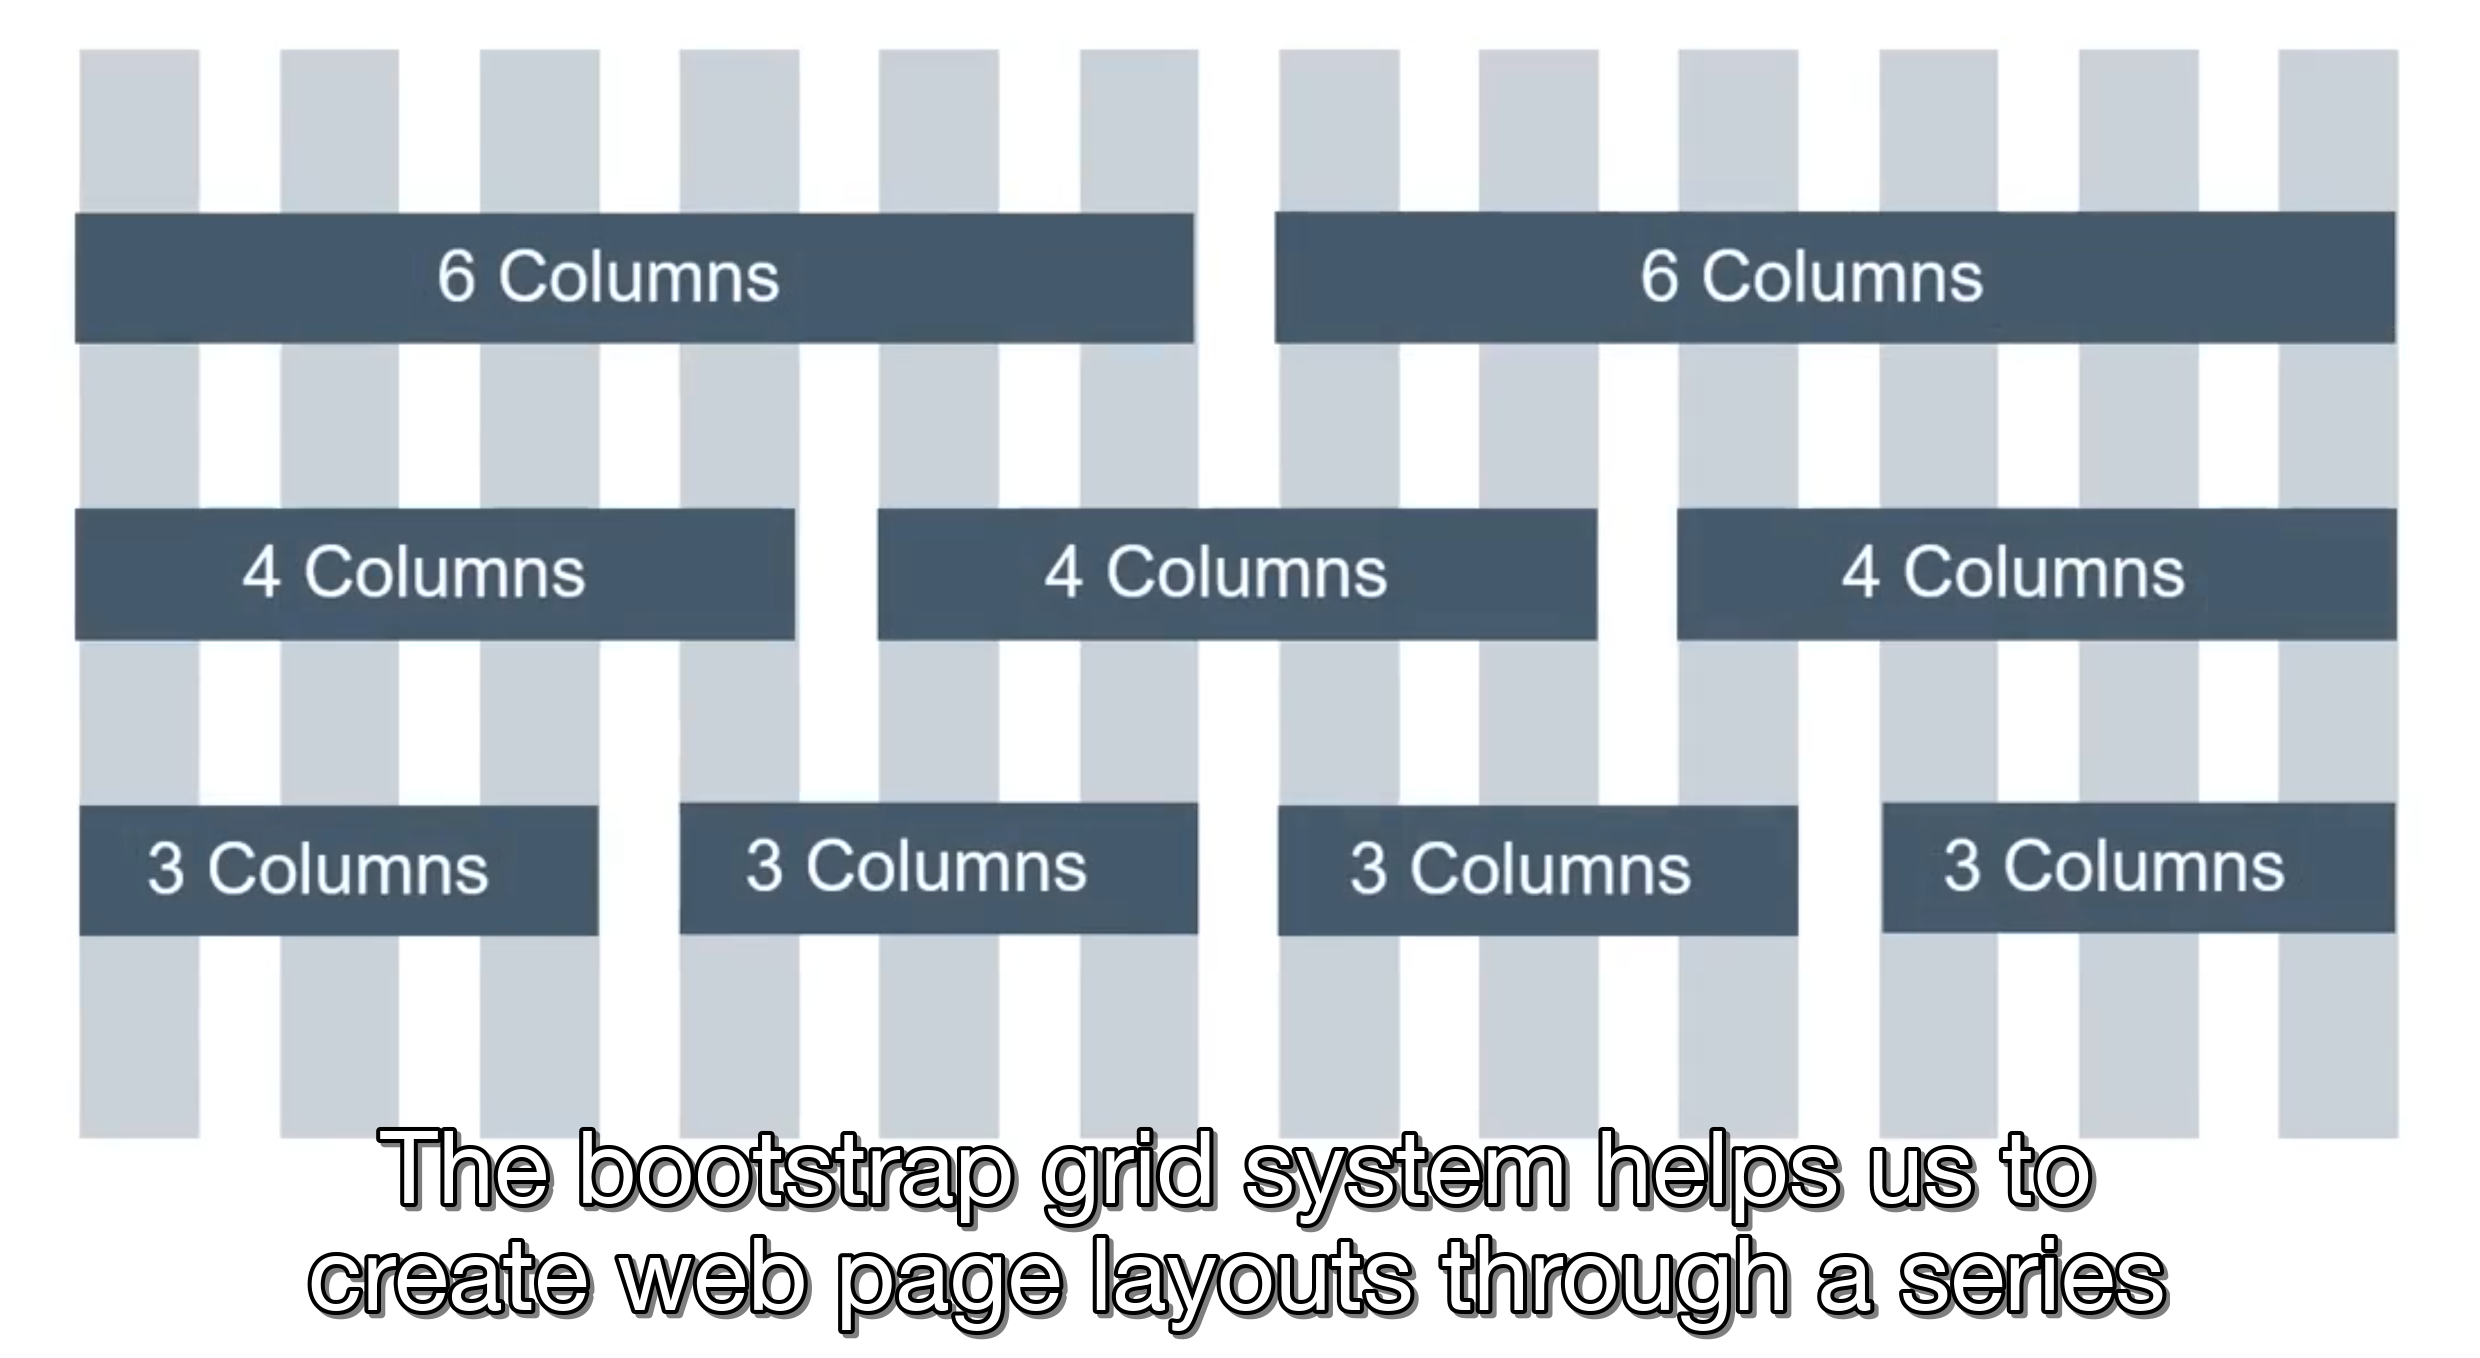 6 Columns 6 Columns
4 Columns 4 Columns 4 Columns
3 Columns 3 Columns 3 Columns 3 Columns
The bootstrap grid system helps us to
create web page layouts through a series